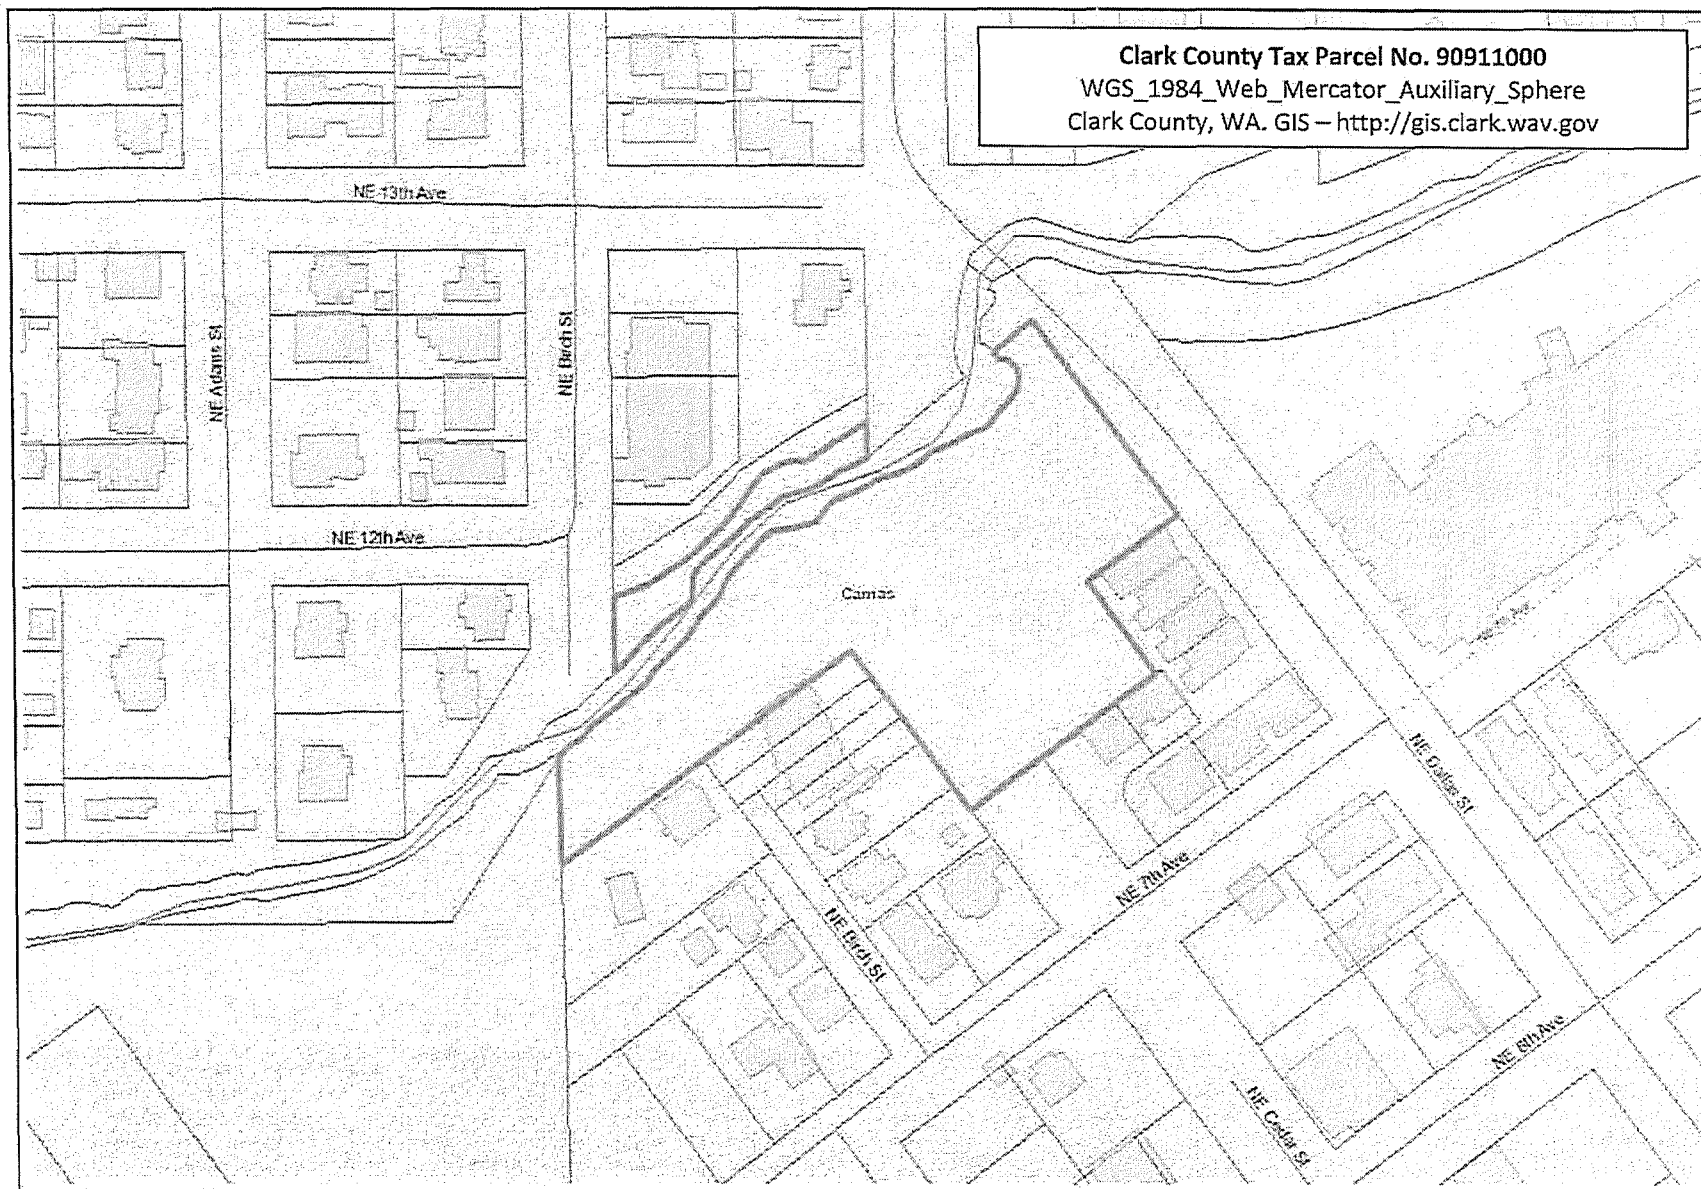 Clark County Tax Parcel No. 90911000
WGS_1984_Web_Mercator_Auxiliary_Sphere
Clark County, WA. GIS – http://gis.clark.wav.gov
NE 13th Ave
NE Adams St
NE Birch St
NE 12th Ave
Camas
NE Dallas St
NE 7th Ave
NE Birch St
NE 6th Ave
NE Cedar St